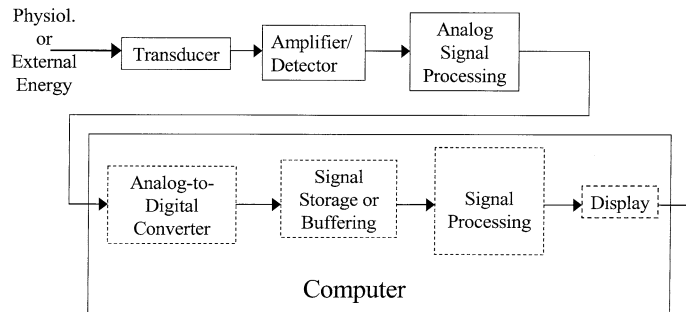 Physiol.
or
External
Energy
Transducer
Amplifier/
Detector
Analog
Signal
Processing
Analog-to-
Digital
Converter
Signal
Storage or
Buffering
Signal
Processing
Display
Computer